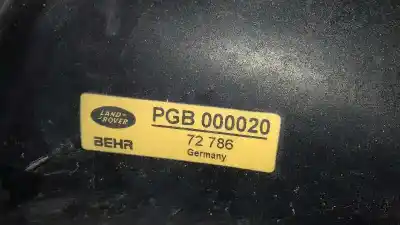 LAND
ROVER
PGB 000020
BEHR
72 786
Germany